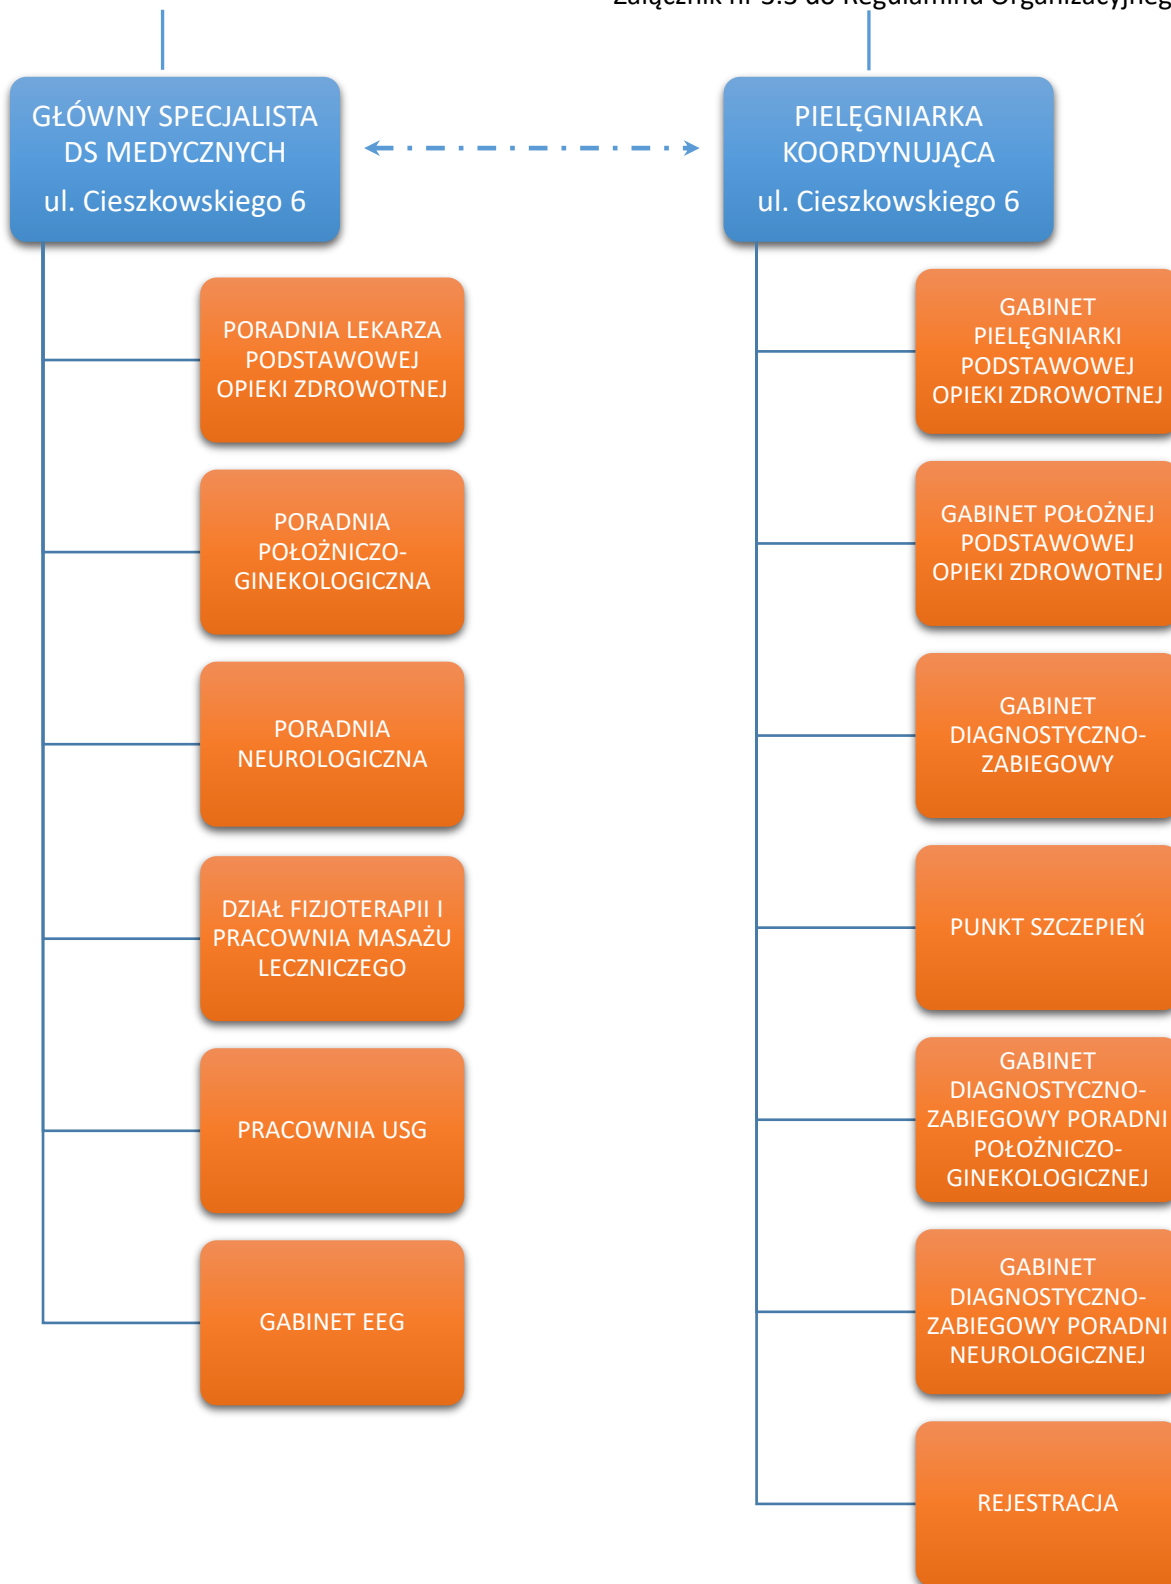 do Regulaminu
GŁÓWNY SPECJALISTA
DS MEDYCZNYCH
ul. Cieszkowskiego 6
PORADNIA LEKARZA
PODSTAWOWEJ
OPIEKI ZDROWOTNEJ
PORADNIA
POŁOŻNICZO-
GINEKOLOGICZNA
PORADNIA
NEUROLOGICZNA
DZIAŁ FIZJOTERAPII I
PRACOWNIA MASAŻU
LECZNICZEGO
PRACOWNIA USG
GABINET EEG
PIELĘGNIARKA
KOORDYNUJĄCA
ul. Cieszkowskiego 6
GABINET
PIELĘGNIARKI
PODSTAWOWEJ
OPIEKI ZDROWOTNEJ
GABINET POŁOŻNEJ
PODSTAWOWEJ
OPIEKI ZDROWOTNEJ
GABINET
DIAGNOSTYCZNO-
ZABIEGOWY
PUNKT SZCZEPIEŃ
GABINET
DIAGNOSTYCZNO-
ZABIEGOWY PORADNI
POŁOŻNICZO-
GINEKOLOGICZNEJ
GABINET
DIAGNOSTYCZNO-
ZABIEGOWY PORADNI
NEUROLOGICZNEJ
REJESTRACJA